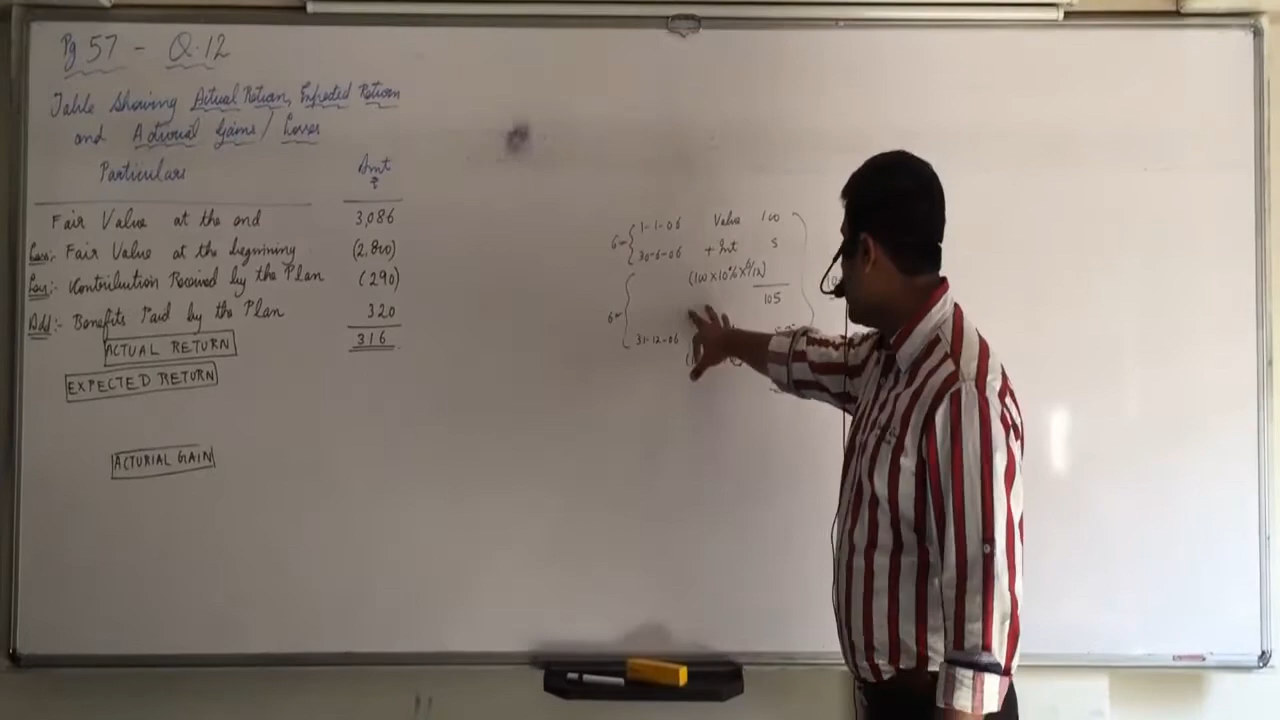 Pg 57 - Q.12
Table Showing Actual Return, Expected Return
and Acturial Gains / Losses
Particulars Amt
₹
Fair Value at the end 3,086
Less:- Fair Value at the beginning (2,800)
Less:- Contribution Received by the Plan (290)
Add:- Benefits Paid by the Plan 320
ACTUAL RETURN 316
EXPECTED RETURN
ACTURIAL GAIN
1-1-06 Value 100
6m
30-6-06 + Int 5
(100 x 10% x 6/12)
105
6m
31-12-06